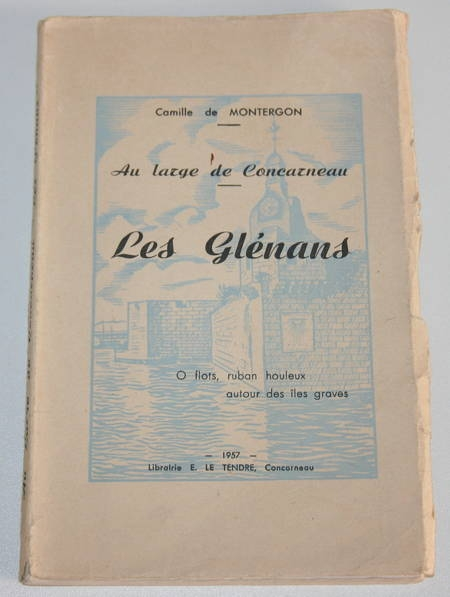 Camille de MONTERGON
Au large de Concarneau
Les Glénans
O flots, ruban houleux
autour des îles graves
— 1957 —
Librairie E. LE TENDRE, Concarneau